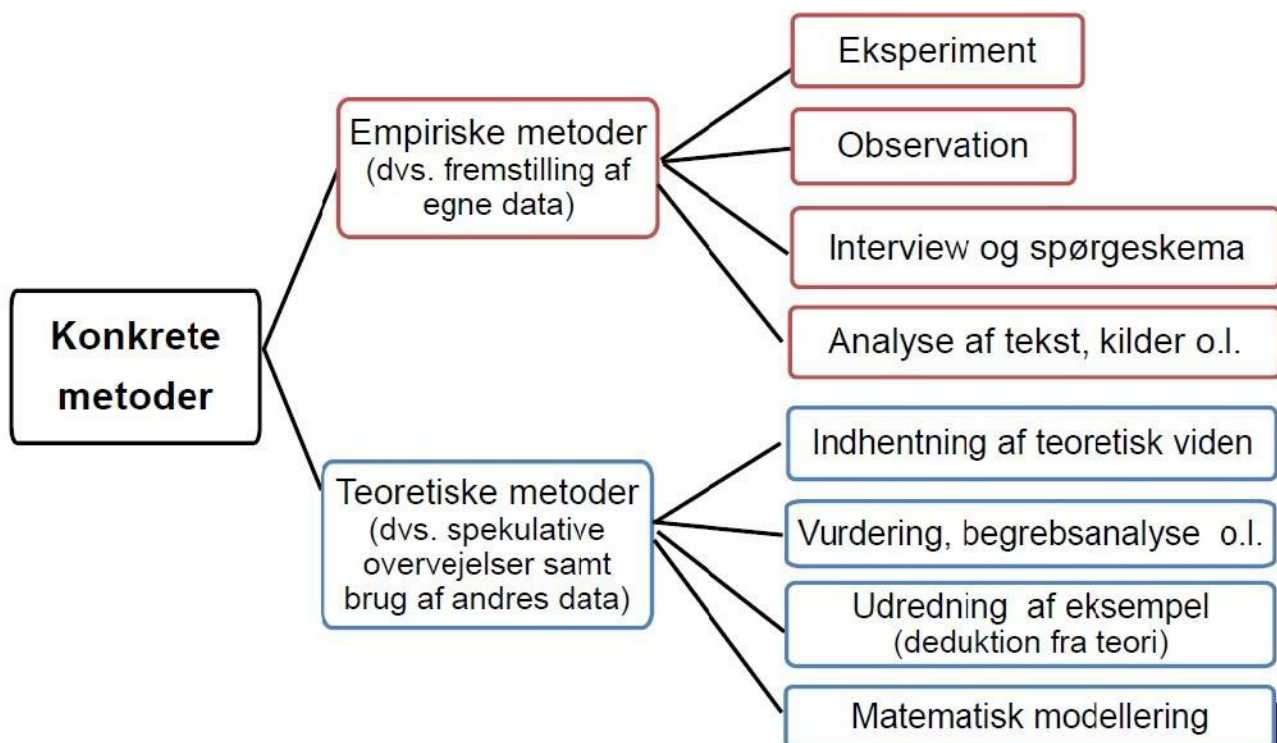 Konkrete
metoder
Empiriske metoder
(dvs. fremstilling af
egne data)
Eksperiment
Observation
Interview og spørgeskema
Analyse af tekst, kilder o.l.
Teoretiske metoder
(dvs. spekulative
overvejelser samt
brug af andres data)
Indhentning af teoretisk viden
Vurdering, begrebsanalyse o.l.
Udredning af eksempel
(deduktion fra teori)
Matematisk modellering